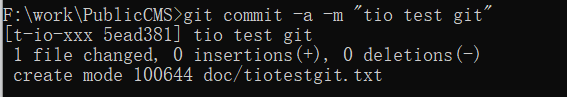 F:\work\PublicCMS>git commit -a -m "tio test git"
[t-io-xxx 5ead381] tio test git
1 file changed, 0 insertions(+), 0 deletions(-)
create mode 100644 doc/tiotestgit.txt